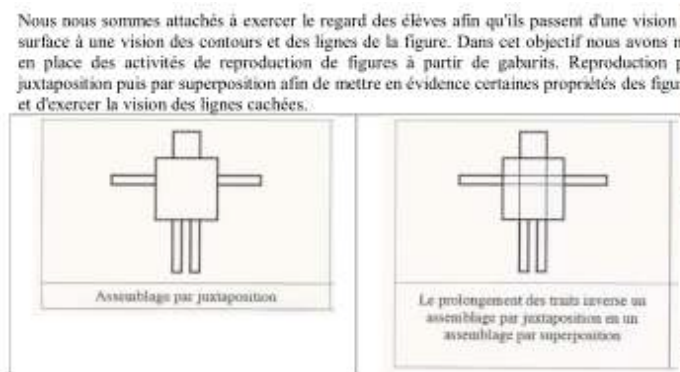 Nous nous sommes attachés à exercer le regard des élèves afin qu'ils passent d'une vision
surface à une vision des contours et des lignes de la figure. Dans cet objectif nous avons
en place des activités de reproduction de figures à partir de gabarits. Reproduction
juxtaposition puis par superposition afin de mettre en évidence certaines propriétés des
et d'exercer la vision des lignes cachées.
Assemblage par juxtaposition
Le prolongement des traits inverse un
assemblage par juxtaposition en un
assemblage par superposition